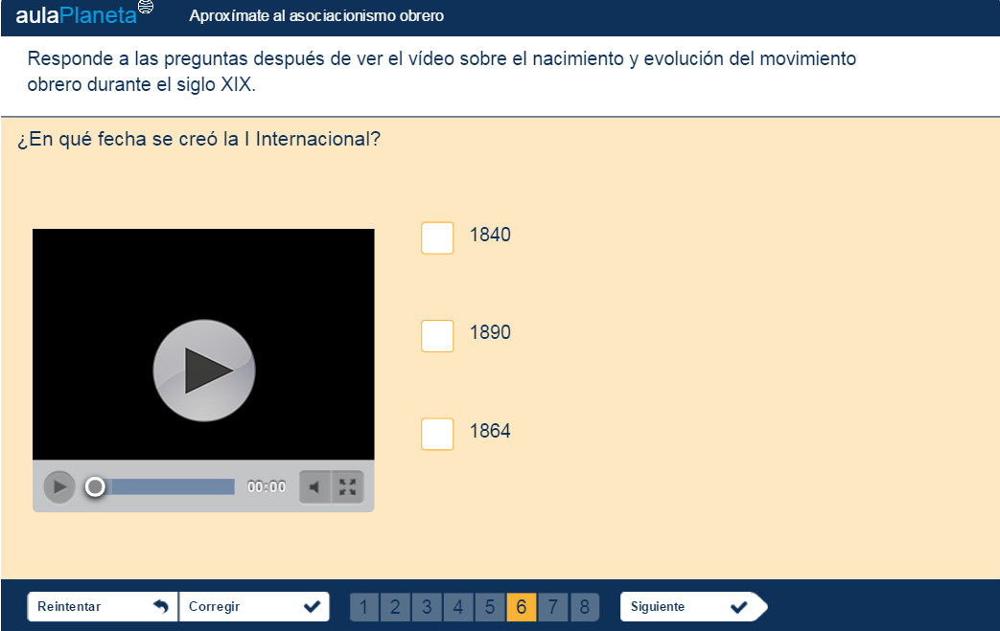 aulaPlaneta
Aproxímate al asociacionismo obrero
Responde a las preguntas después de ver el vídeo sobre el nacimiento y evolución del movimiento
obrero durante el siglo XIX.
¿En qué fecha se creó la I Internacional?
1840
1890
1864
00:00
Reintentar
Corregir
1 2 3 4 5 6 7 8
Siguiente